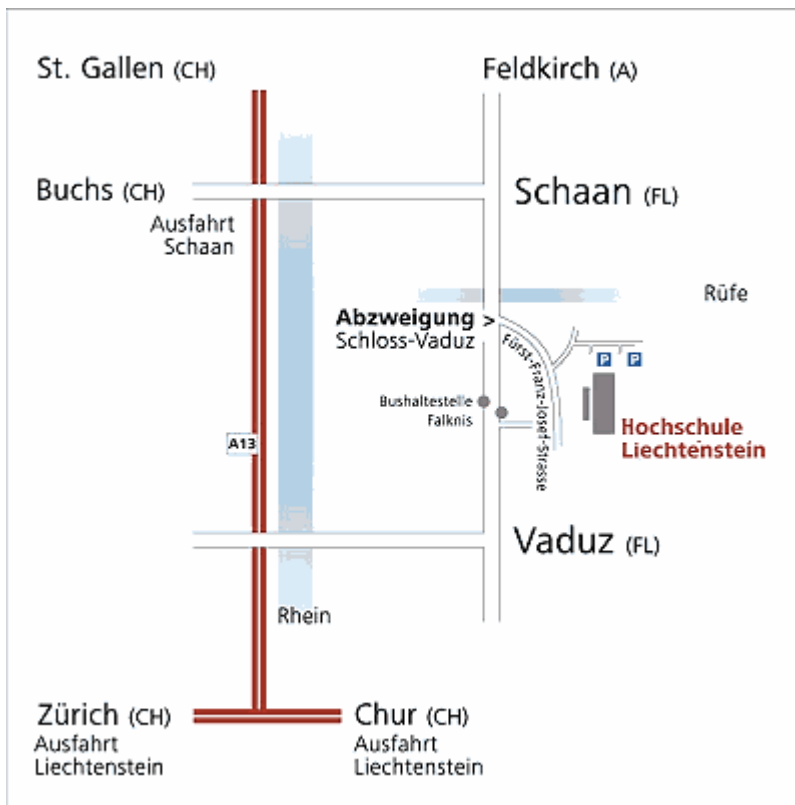 St. Gallen (CH)
Feldkirch (A)
Buchs (CH)
Ausfahrt
Schaan
Schaan (FL)
Rüfe
Abzweigung >
Schloss-Vaduz
Fürst-Franz-Josef-Strasse
P P
Bushaltestelle
Falknis
Hochschule
Liechtenstein
A13
Vaduz (FL)
Rhein
Zürich (CH)
Ausfahrt
Liechtenstein
Chur (CH)
Ausfahrt
Liechtenstein